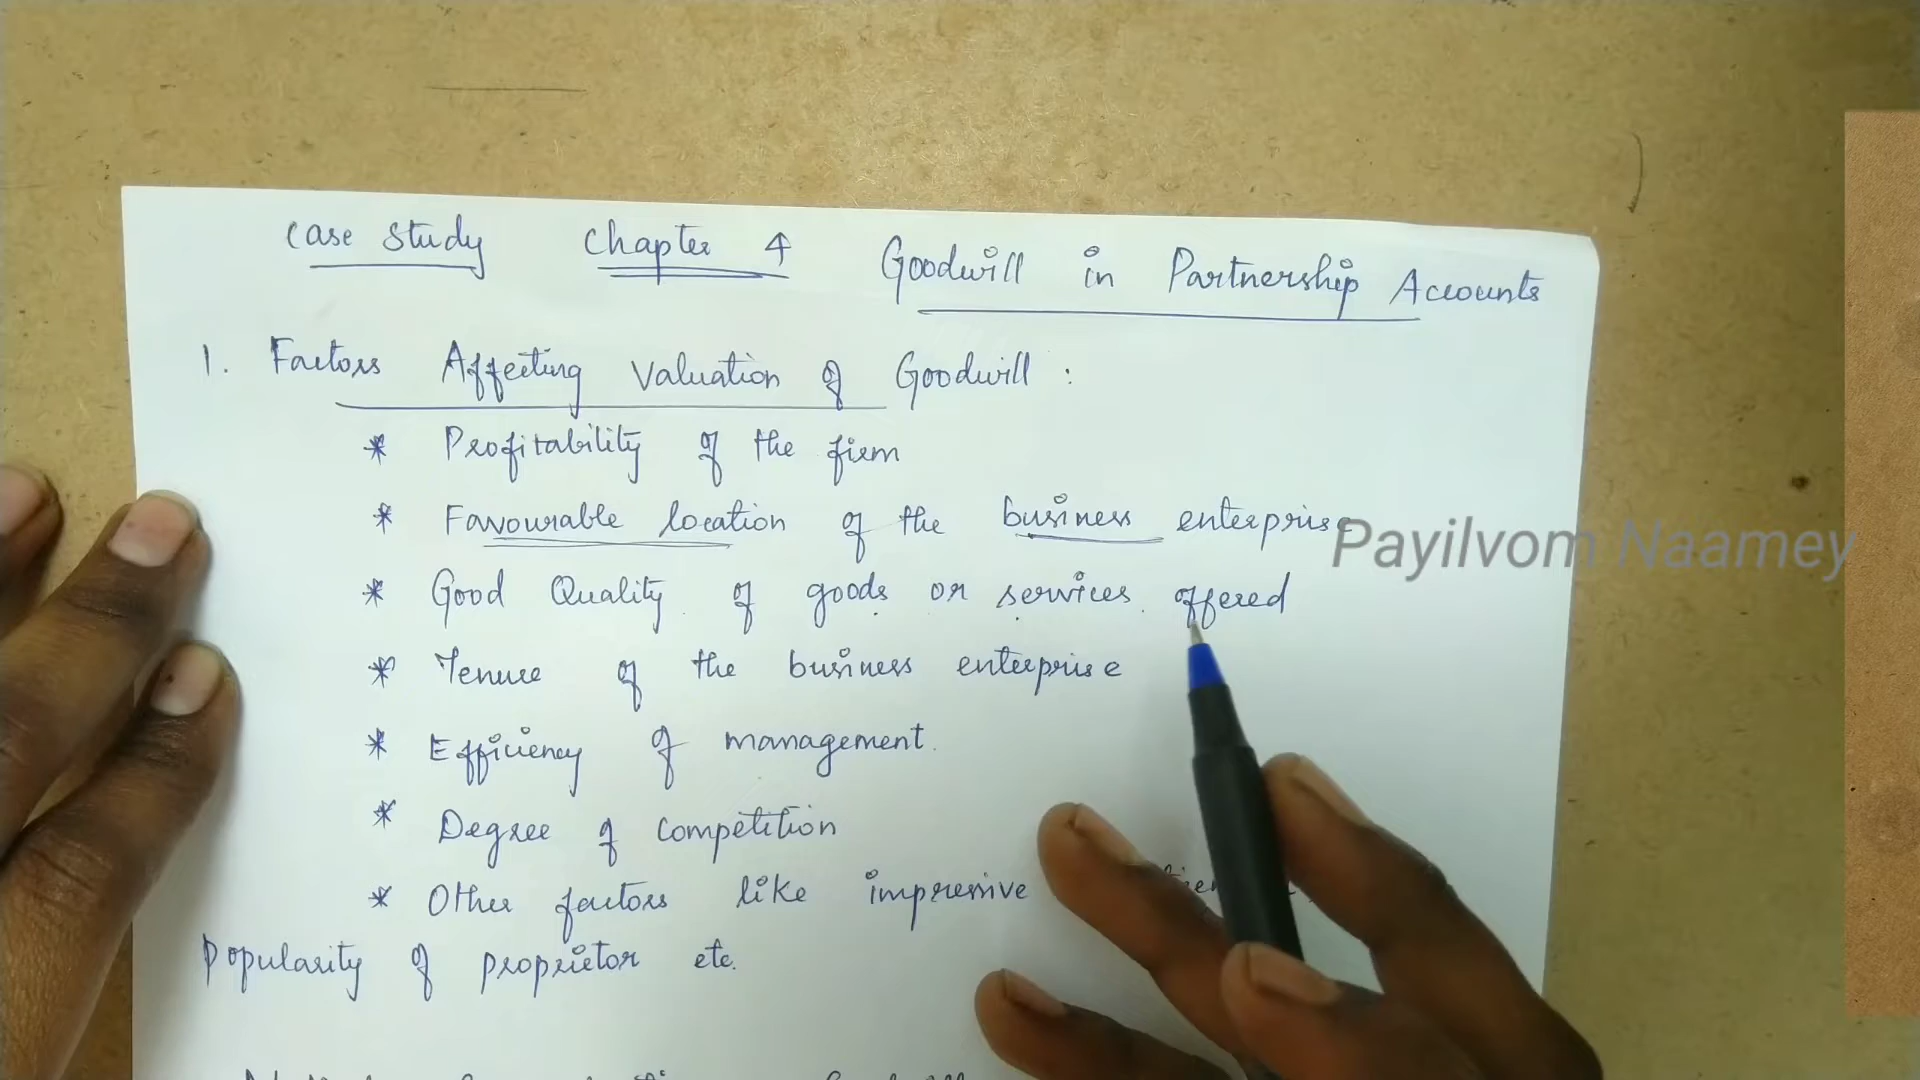 Case Study Chapter 4 Goodwill in Partnership Accounts
1. Factors Affecting Valuation of Goodwill :
* Profitability of the firm
* Favourable location of the business enterprise
Payilvom Naamey
* Good Quality of goods or services offered
* Tenure of the business enterprise
* Efficiency of management.
* Degree of competition
* Other factors like impressive
popularity of proprietor etc.